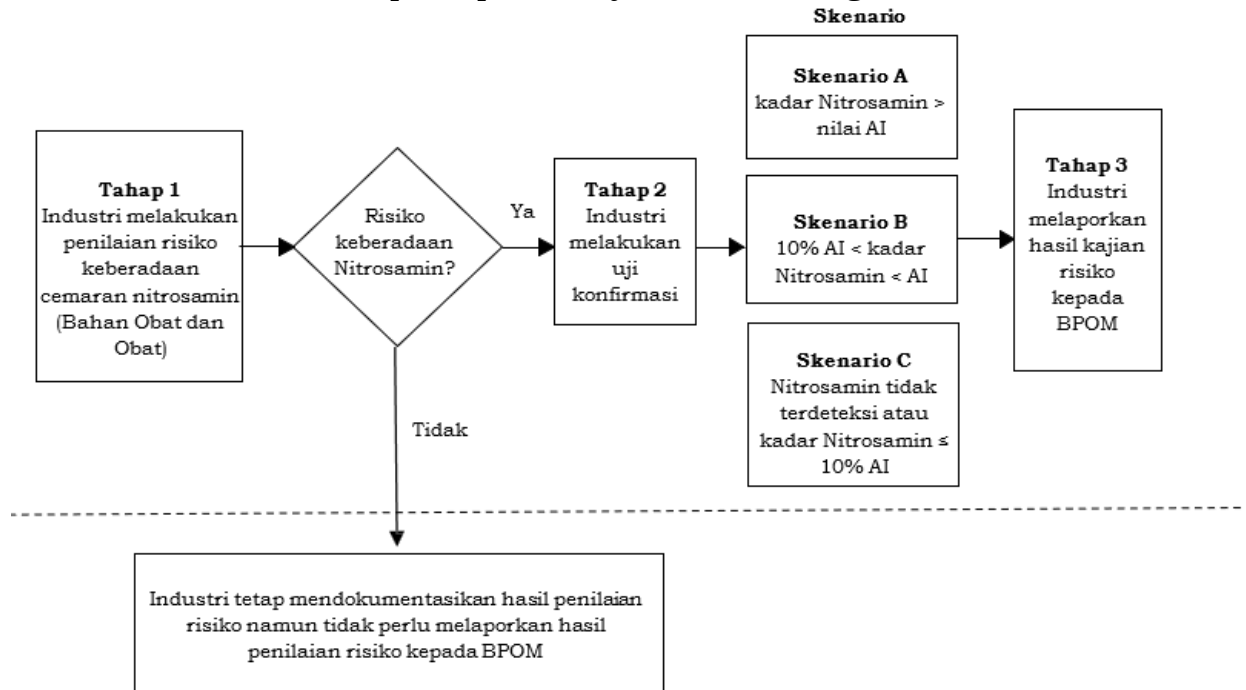 Skenario
Skenario A
kadar Nitrosamin >
nilai AI
Tahap 1
Industri melakukan
penilaian risiko
keberadaan
cemaran nitrosamin
(Bahan Obat dan
Obat)
Risiko
keberadaan
Nitrosamin?
Ya
Tahap 2
Industri
melakukan
uji
konfirmasi
Skenario B
10% AI < kadar
Nitrosamin < AI
Skenario C
Nitrosamin tidak
terdeteksi atau
kadar Nitrosamin ≤
10% AI
Tahap 3
Industri
melaporkan
hasil kajian
risiko
kepada
BPOM
Tidak
Industri tetap mendokumentasikan hasil penilaian
risiko namun tidak perlu melaporkan hasil
penilaian risiko kepada BPOM